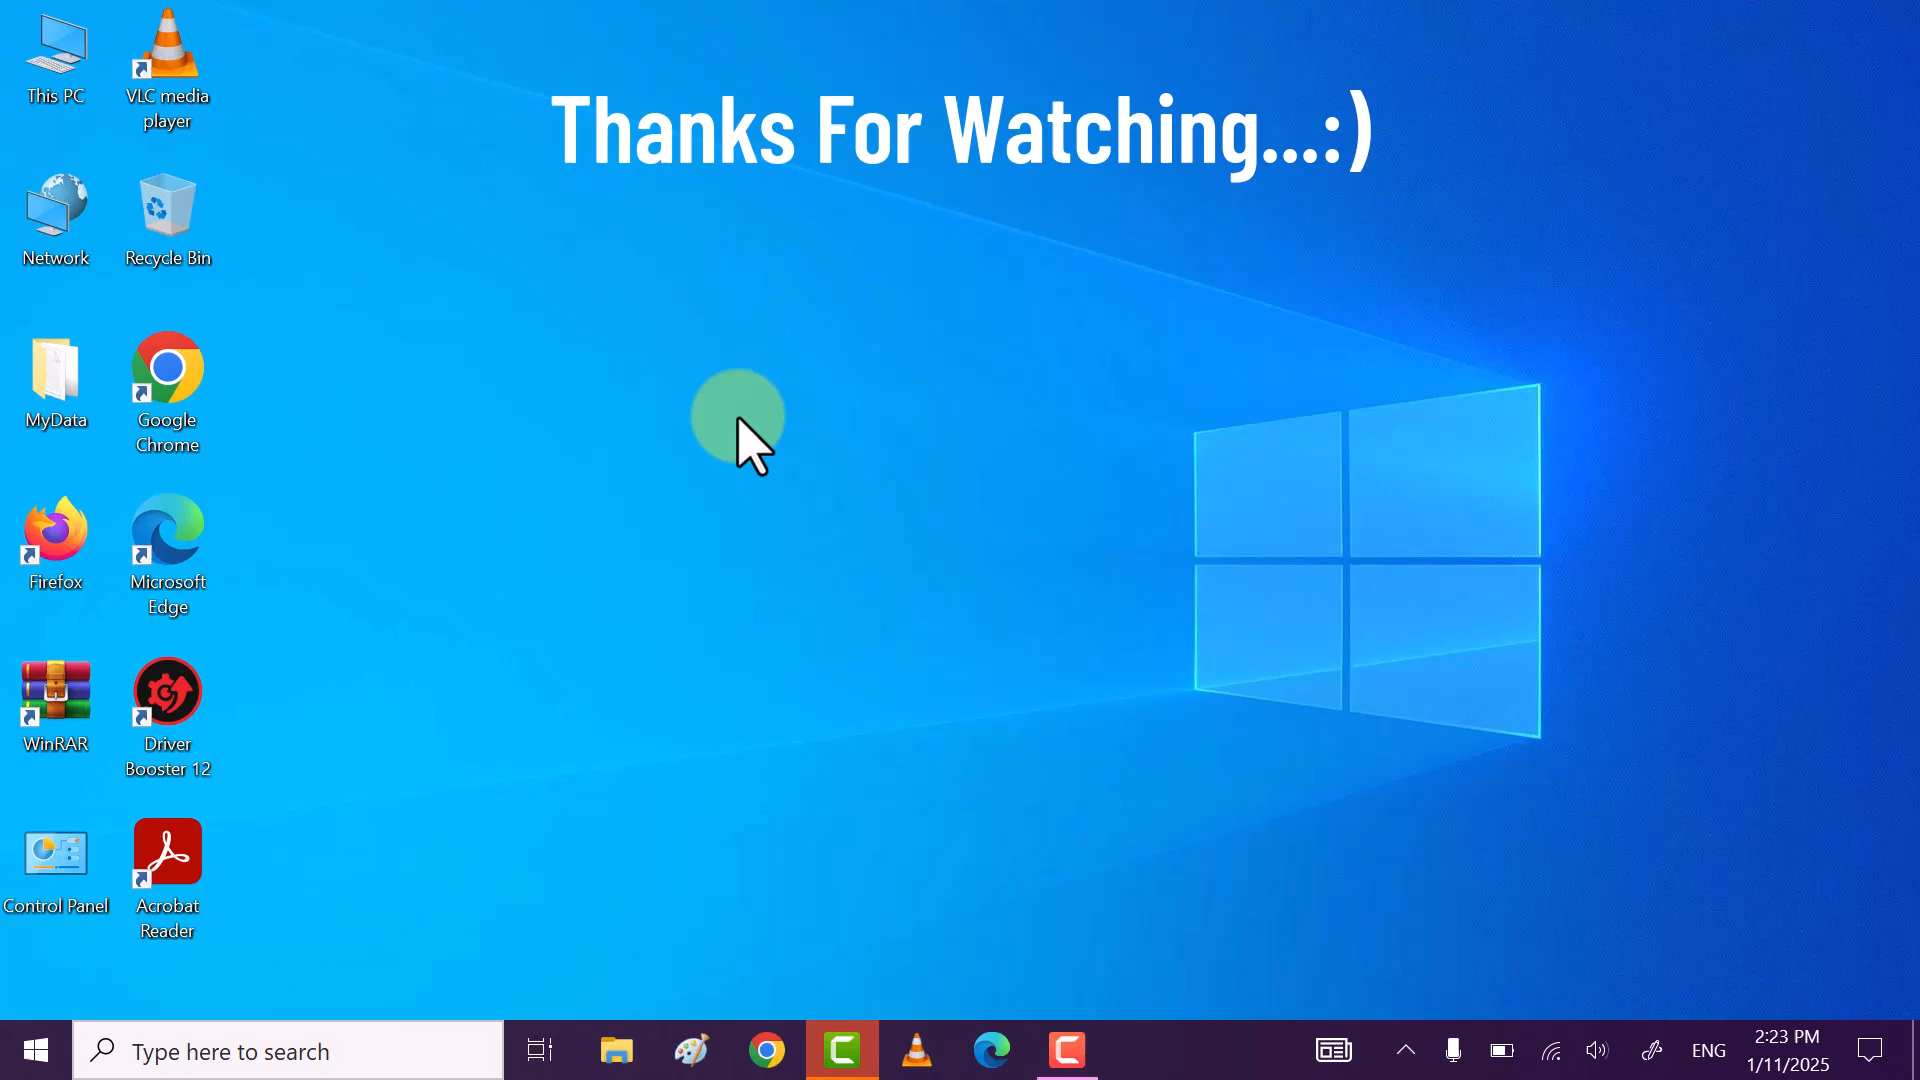 Thanks For Watching...:)
This PC
VLC media
player
Network
Recycle Bin
MyData
Google
Chrome
Firefox
Microsoft
Edge
WinRAR
Driver
Booster 12
Control Panel
Acrobat
Reader
Type here to search
ENG
2:23 PM
1/11/2025